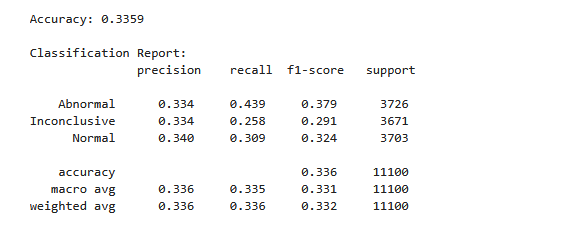 Accuracy: 0.3359
Classification Report:
precision recall f1-score support
Abnormal 0.334 0.439 0.379 3726
Inconclusive 0.334 0.258 0.291 3671
Normal 0.340 0.309 0.324 3703
accuracy 0.336 11100
macro avg 0.336 0.335 0.331 11100
weighted avg 0.336 0.336 0.332 11100